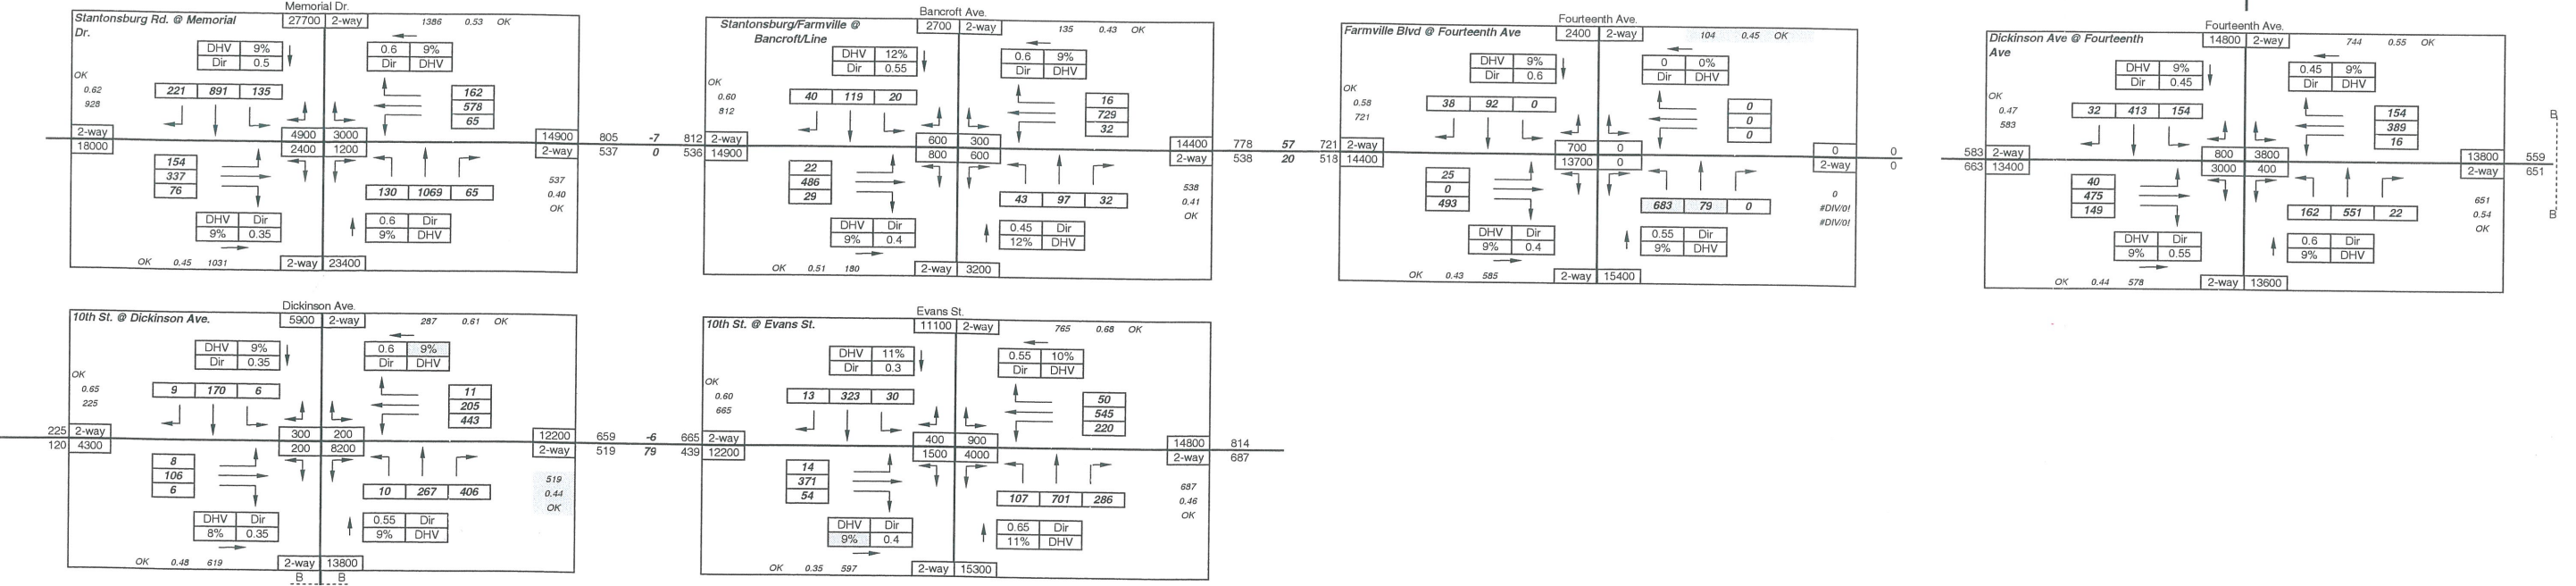 Memorial Dr.
Stantonsburg Rd. @ Memorial Dr.
27700 2-way 1386 0.53 OK
DHV 9% 0.6 9%
Dir 0.5 Dir DHV
OK
0.62 221 891 135 162
928 578
65
2-way 4900 3000 14900 805 -7 812
18000 2400 1200 2-way 537 0 536
154
337 537
76 130 1069 65 0.40
OK
DHV Dir 0.6 Dir
9% 0.35 9% DHV
OK 0.45 1031 2-way 23400
Bancroft Ave.
Stantonsburg/Farmville @
Bancroft/Line
2700 2-way 135 0.43 OK
DHV 12% 0.6 9%
Dir 0.55 Dir DHV
OK
0.60 40 119 20 16
812 729
32
2-way 600 300 14400 778 57 721
14900 800 600 2-way 538 20 518
22
486 538
29 43 97 32 0.41
OK
DHV Dir 0.45 Dir
9% 0.4 12% DHV
OK 0.51 180 2-way 3200
Fourteenth Ave.
Farmville Blvd @ Fourteenth Ave 2400 2-way 104 0.45 OK
DHV 9% 0 0%
Dir 0.6 Dir DHV
OK
0.58 38 92 0 0
721 0
0
2-way 700 0 0 0
14400 13700 0 2-way 0
25
0 0
493 683 79 0 #DIV/0!
#DIV/0!
DHV Dir 0.55 Dir
9% 0.4 9% DHV
OK 0.43 585 2-way 15400
Fourteenth Ave.
Dickinson Ave @ Fourteenth
Ave
14800 2-way 744 0.55 OK
DHV 9% 0.45 9%
Dir 0.45 Dir DHV
OK
0.47 32 413 154 154
583 389
16
B
583 2-way 800 3800 13800 559
663 13400 3000 400 2-way 651
40
475 651
149 162 551 22 0.54
OK
B
DHV Dir 0.6 Dir
9% 0.55 9% DHV
OK 0.44 578 2-way 13600
Dickinson Ave.
10th St. @ Dickinson Ave. 5900 2-way 287 0.61 OK
DHV 9% 0.6 9%
Dir 0.35 Dir DHV
OK
0.65 9 170 6 11
225 205
443
225 2-way 300 200 12200 659 -6 665
120 4300 200 8200 2-way 519 79 439
8
106 519
6 10 267 406 0.44
OK
DHV Dir 0.55 Dir
8% 0.35 9% DHV
OK 0.48 619 2-way 13800
B B
Evans St.
10th St. @ Evans St. 11100 2-way 765 0.68 OK
DHV 11% 0.55 10%
Dir 0.3 Dir DHV
OK
0.60 13 323 30 50
665 545
220
2-way 400 900 14800 814
12200 1500 4000 2-way 687
14
371 687
54 107 701 286 0.46
OK
DHV Dir 0.65 Dir
9% 0.4 11% DHV
OK 0.35 597 2-way 15300